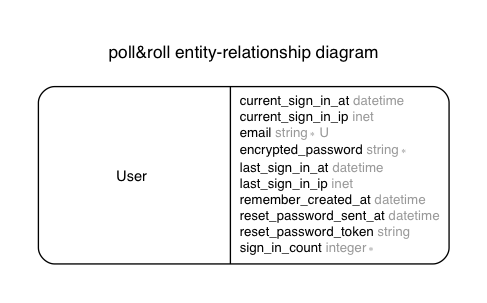 poll&roll entity-relationship diagram
User
current_sign_in_at datetime
current_sign_in_ip inet
email string ∗ U
encrypted_password string ∗
last_sign_in_at datetime
last_sign_in_ip inet
remember_created_at datetime
reset_password_sent_at datetime
reset_password_token string
sign_in_count integer ∗